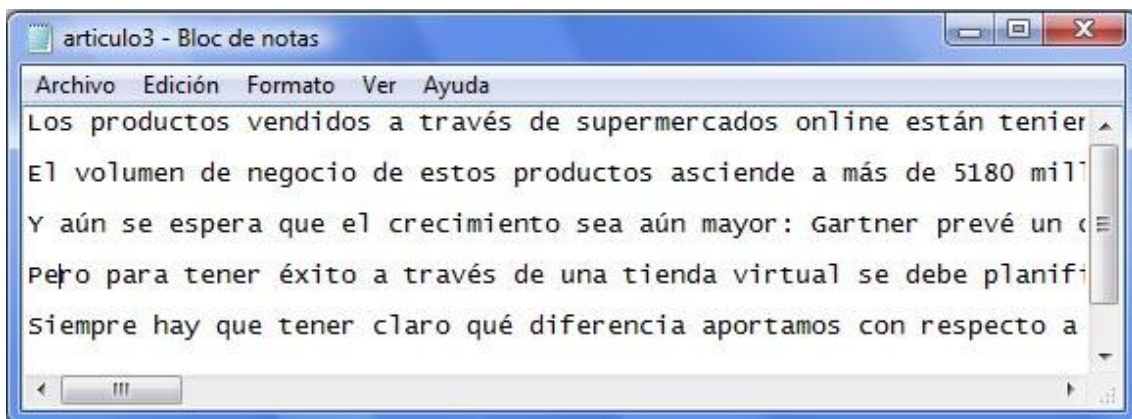 articulo3 - Bloc de notas
Archivo Edición Formato Ver Ayuda
Los productos vendidos a través de supermercados online están tenien
El volumen de negocio de estos productos asciende a más de 5180 mill
Y aún se espera que el crecimiento sea aún mayor: Gartner prevé un
Pero para tener éxito a través de una tienda virtual se debe planifi
Siempre hay que tener claro qué diferencia aportamos con respecto a